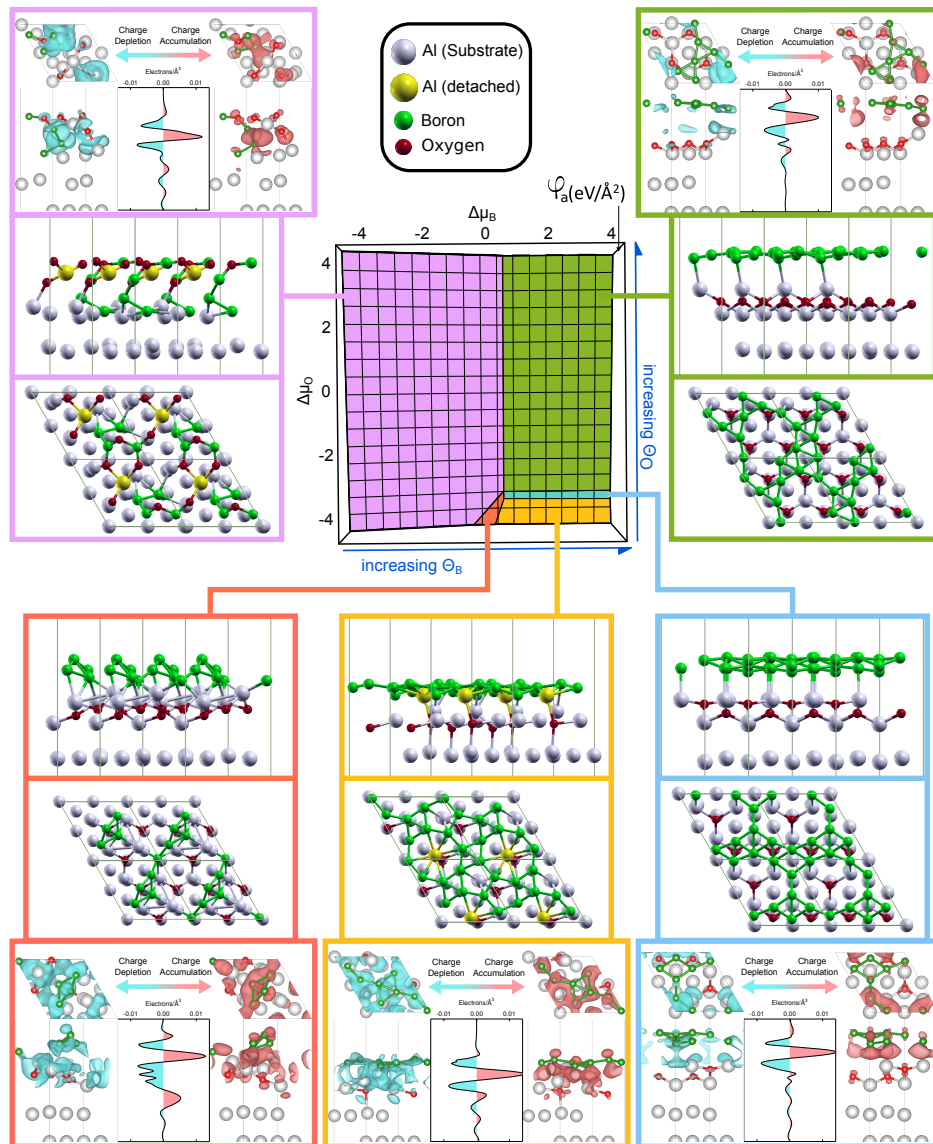 Charge Depletion
Charge Accumulation
Electrons/Å³
-0.01 0.00 0.01
Al (Substrate)
Al (detached)
Boron
Oxygen
Charge Depletion
Charge Accumulation
Electrons/Å³
-0.01 0.00 0.01
φa(eV/Å²)
ΔμB
-4 -2 0 2 4
4
2
0
-2
-4
ΔμO
increasing ΘO
increasing ΘB
Charge Depletion
Charge Accumulation
Electrons/Å³
-0.01 0.00 0.01
Charge Depletion
Charge Accumulation
Electrons/Å³
-0.01 0.00 0.01
Charge Depletion
Charge Accumulation
Electrons/Å³
-0.01 0.00 0.01